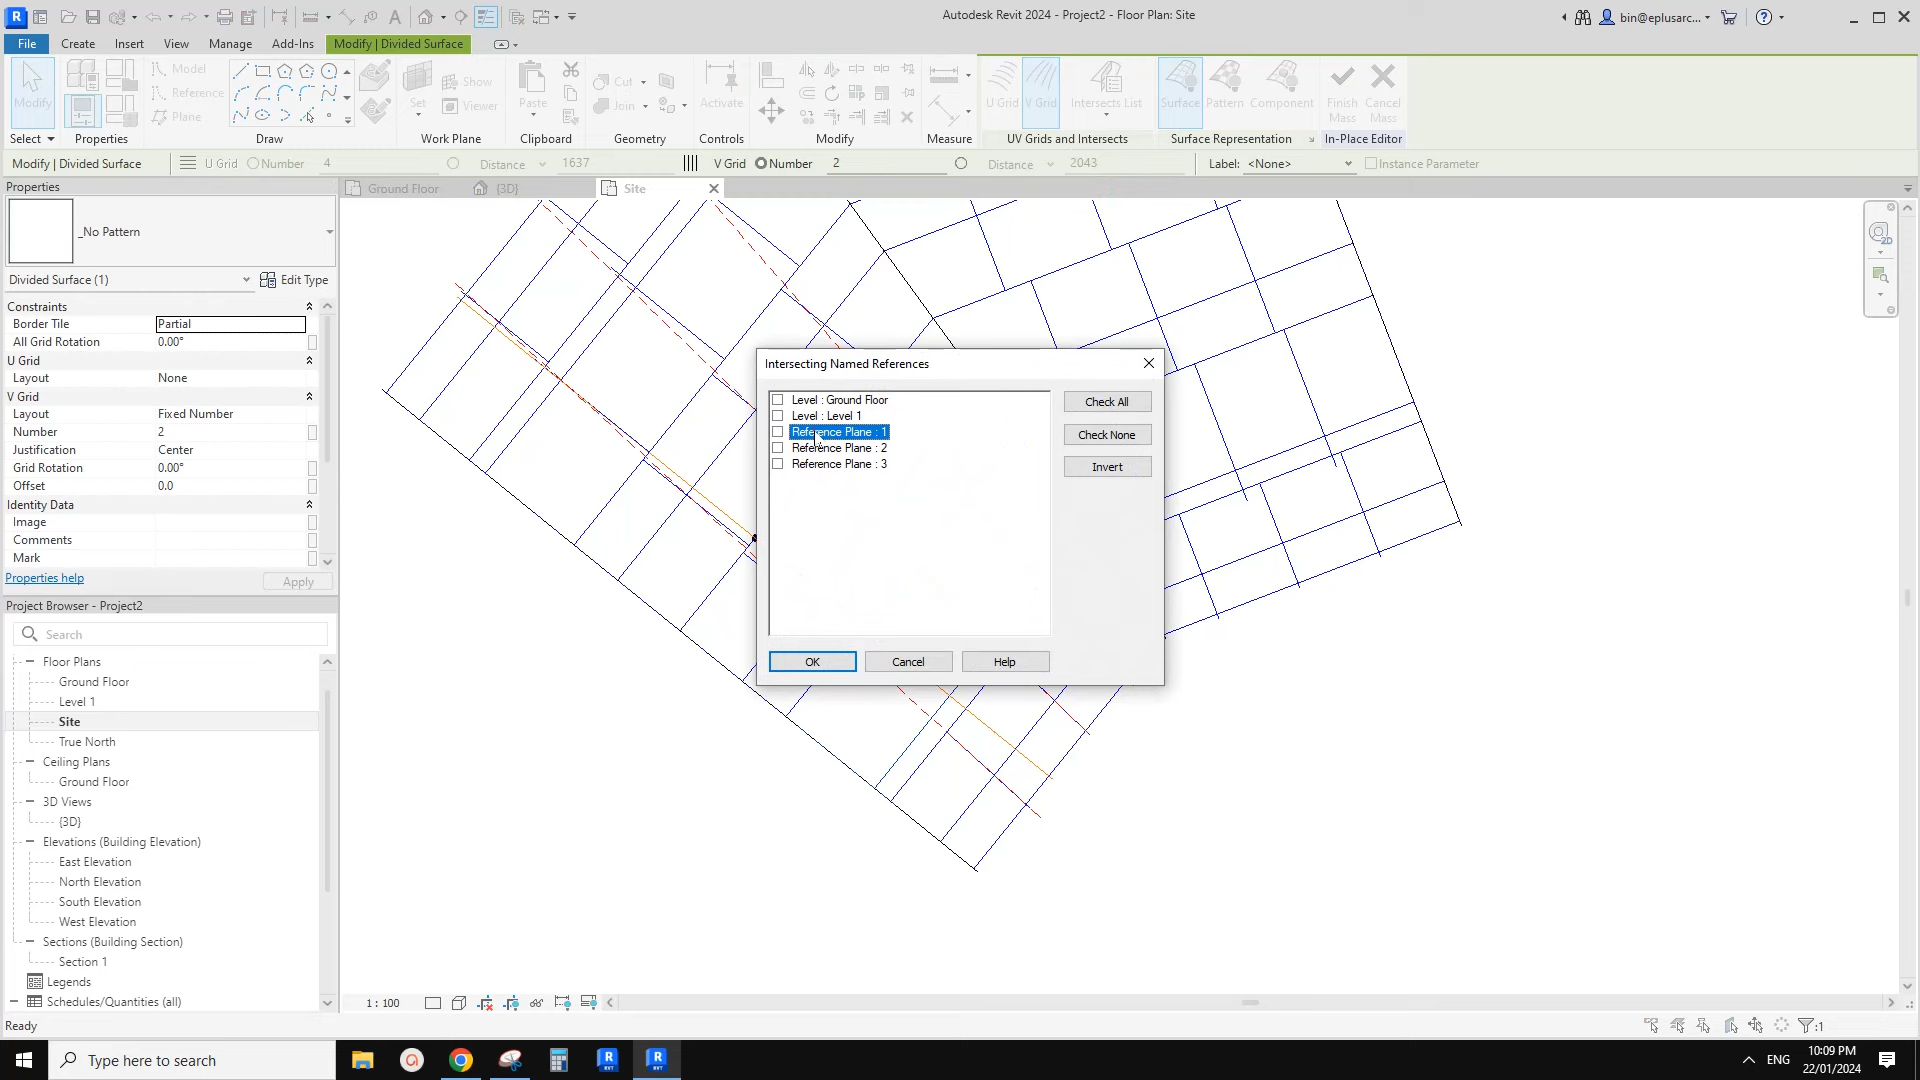 Autodesk Revit 2024 - Project2 - Floor Plan: Site
bin@eplusarc...
File
Create
Insert
View
Manage
Add-Ins
Modify | Divided Surface
Modify
Select
Properties
Model
Reference
Plane
Draw
Set
Show
Viewer
Work Plane
Paste
Clipboard
Cut
Join
Geometry
Activate
Controls
Modify
Measure
U Grid
V Grid
Intersects List
UV Grids and Intersects
Surface
Pattern
Component
Surface Representation
Finish Mass
Cancel Mass
In-Place Editor
Modify | Divided Surface
U Grid
Number
4
Distance
1637
V Grid
Number
2
Distance
2043
Label:
<None>
Instance Parameter
Properties
Ground Floor
{3D}
Site
_No Pattern
Divided Surface (1)
Edit Type
Constraints
Border Tile
Partial
All Grid Rotation
0.00°
U Grid
Layout
None
V Grid
Layout
Fixed Number
Number
2
Justification
Center
Grid Rotation
0.00°
Offset
0.0
Identity Data
Image
Comments
Mark
Properties help
Apply
Project Browser - Project2
Search
Floor Plans
Ground Floor
Level 1
Site
True North
Ceiling Plans
Ground Floor
3D Views
{3D}
Elevations (Building Elevation)
East Elevation
North Elevation
South Elevation
West Elevation
Sections (Building Section)
Section 1
Legends
Schedules/Quantities (all)
Intersecting Named References
Level : Ground Floor
Level : Level 1
Reference Plane : 1
Reference Plane : 2
Reference Plane : 3
Check All
Check None
Invert
OK
Cancel
Help
2D
1 : 100
Ready
:1
Type here to search
ENG
10:09 PM
22/01/2024